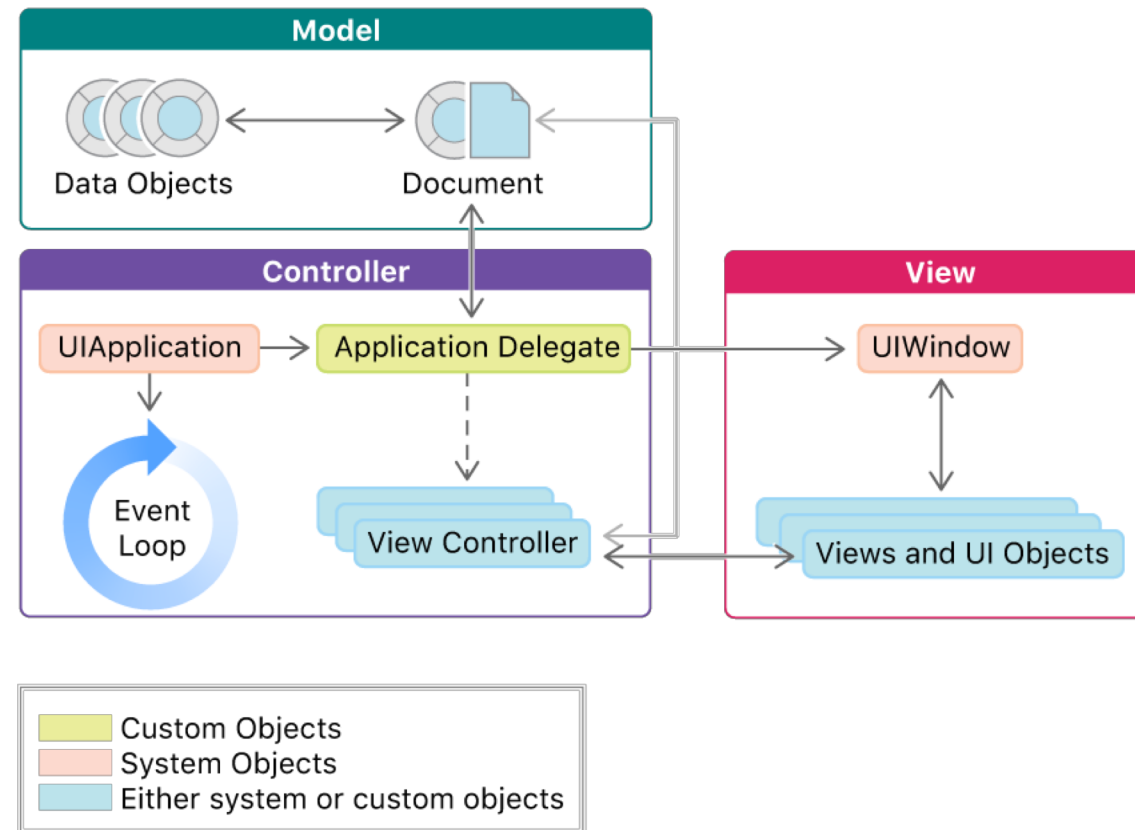 Model
Data Objects
Document
Controller
View
UIApplication
Application Delegate
UIWindow
Event
Loop
View Controller
Views and UI Objects
Custom Objects
System Objects
Either system or custom objects